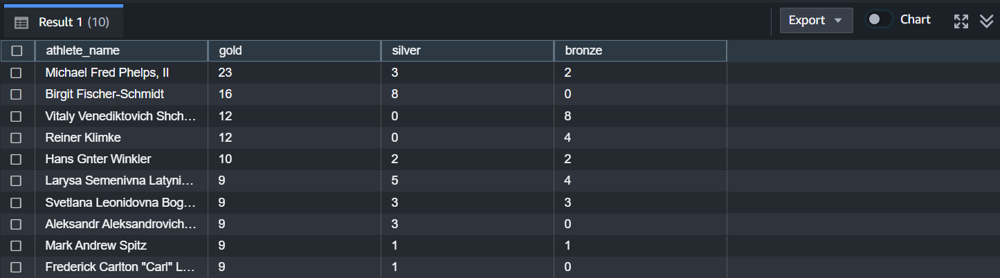 Result 1 (10) Export Chart
athlete_name gold silver bronze
Michael Fred Phelps, II 23 3 2
Birgit Fischer-Schmidt 16 8 0
Vitaly Venediktovich Shch... 12 0 8
Reiner Klimke 12 0 4
Hans Gnter Winkler 10 2 2
Larysa Semenivna Latyni... 9 5 4
Svetlana Leonidovna Bog... 9 3 3
Aleksandr Aleksandrovich... 9 3 0
Mark Andrew Spitz 9 1 1
Frederick Carlton "Carl" L... 9 1 0